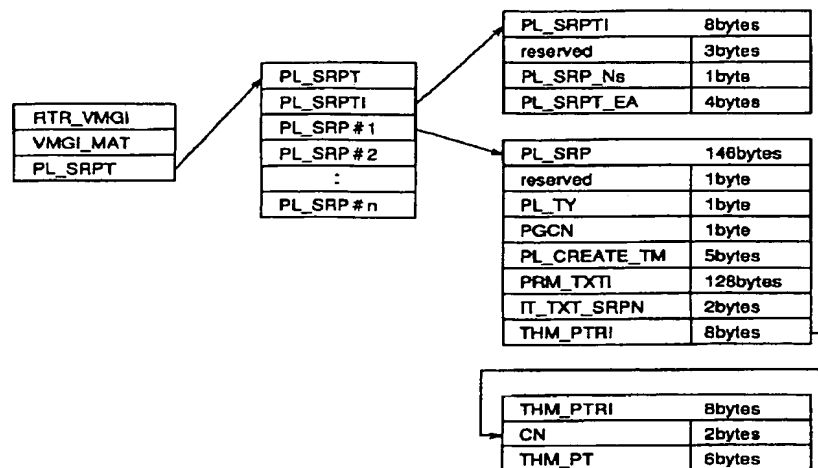 RTR_VMGI
VMGI_MAT
PL_SRPT
PL_SRPT
PL_SRPTI
PL_SRP#1
PL_SRP#2
:
PL_SRP#n
PL_SRPTI 8bytes
reserved 3bytes
PL_SRP_Ns 1byte
PL_SRPT_EA 4bytes
PL_SRP 146bytes
reserved 1byte
PL_TY 1byte
PGCN 1byte
PL_CREATE_TM 5bytes
PRM_TXTI 128bytes
IT_TXT_SRPN 2bytes
THM_PTRI 8bytes
THM_PTRI 8bytes
CN 2bytes
THM_PT 6bytes